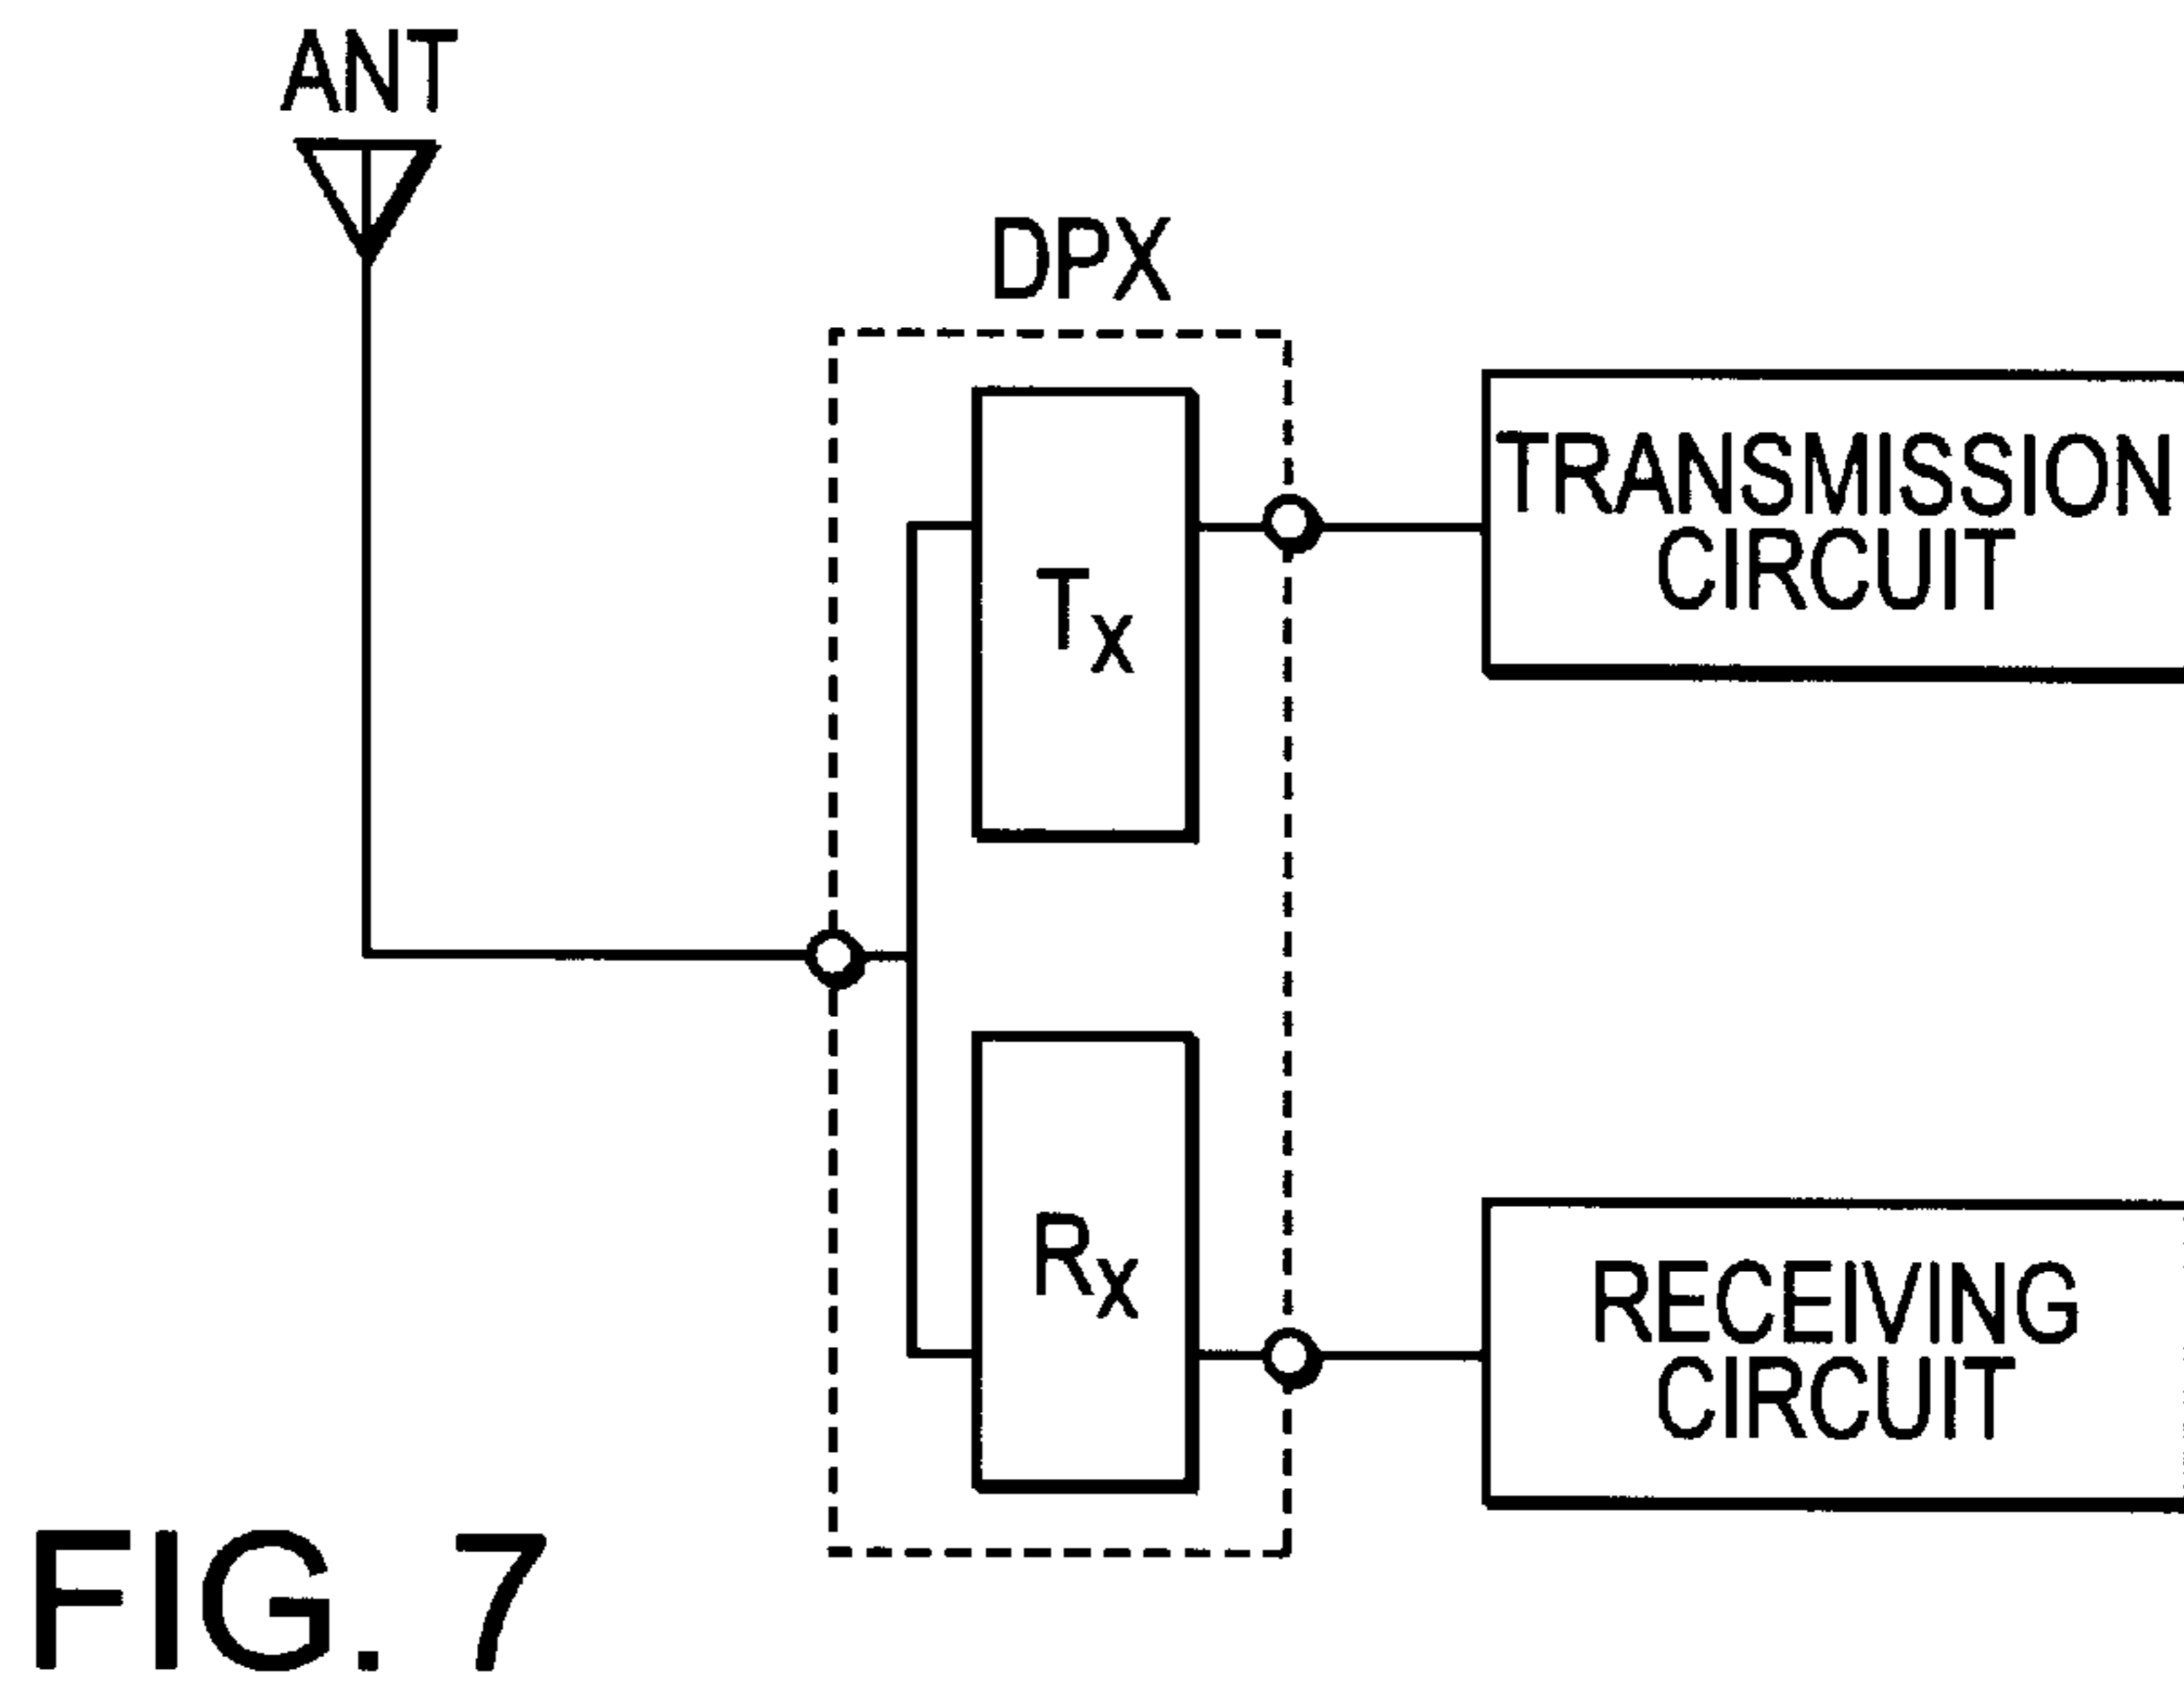 ANT
DPX
TX
TRANSMISSION
CIRCUIT
RX
RECEIVING
CIRCUIT
FIG. 7